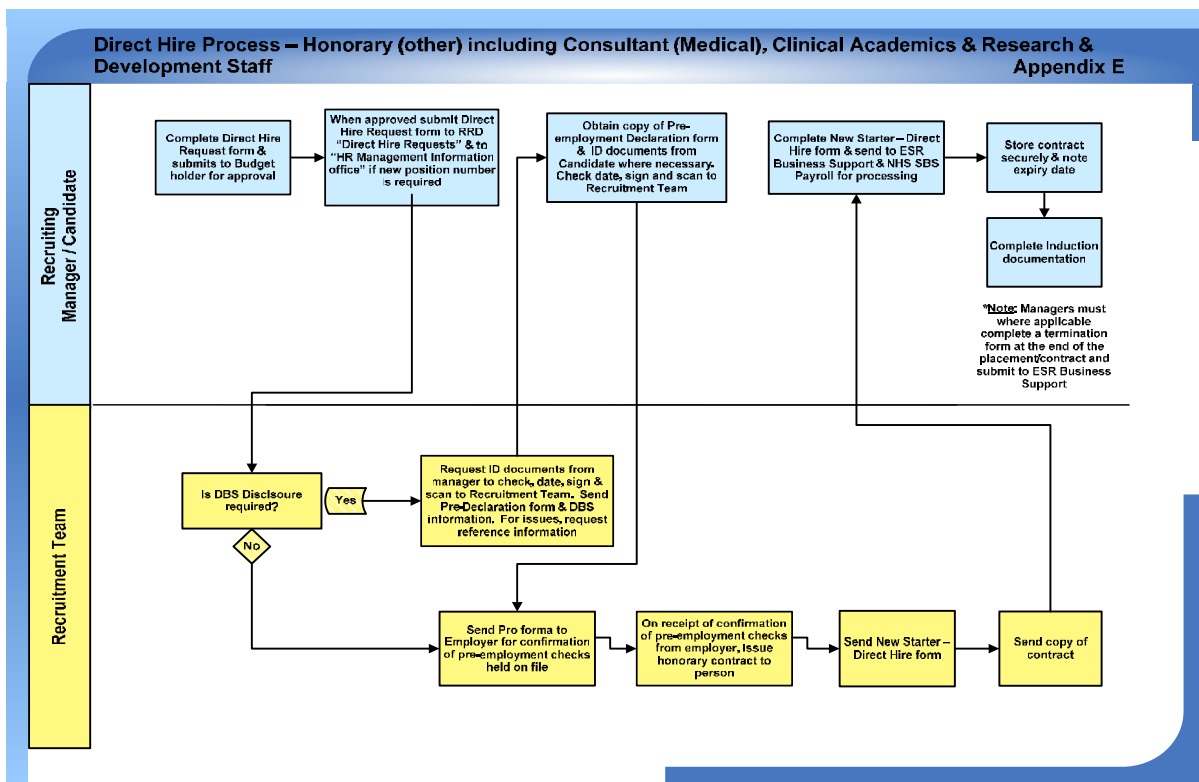 Direct Hire Process – Honorary (other) including Consultant (Medical), Clinical Academics & Research &
Development Staff
Appendix E
Recruiting
Manager / Candidate
Complete Direct Hire
Request form &
submits to Budget
holder for approval
When approved submit Direct
Hire Request form to RRD
“Direct Hire Requests” & to
“HR Management Information
office” if new position number
is required
Obtain copy of Pre-
employment Declaration form
& ID documents from
Candidate where necessary.
Check date, sign and scan to
Recruitment Team
Complete New Starter – Direct
Hire form & send to ESR
Business Support & NHS SBS
Payroll for processing
Store contract
securely & note
expiry date
Complete Induction
documentation
*Note: Managers must
where applicable
complete a termination
form at the end of the
placement/contract and
submit to ESR Business
Support
Recruitment Team
Is DBS Disclsoure
required?
Yes
No
Request ID documents from
manager to check, date, sign &
scan to Recruitment Team. Send
Pre-Declaration form & DBS
information. For issues, request
reference information
Send Pro forma to
Employer for confirmation
of pre-employment checks
held on file
On receipt of confirmation
of pre-employment checks
from employer, issue
honorary contract to
person
Send New Starter –
Direct Hire form
Send copy of
contract